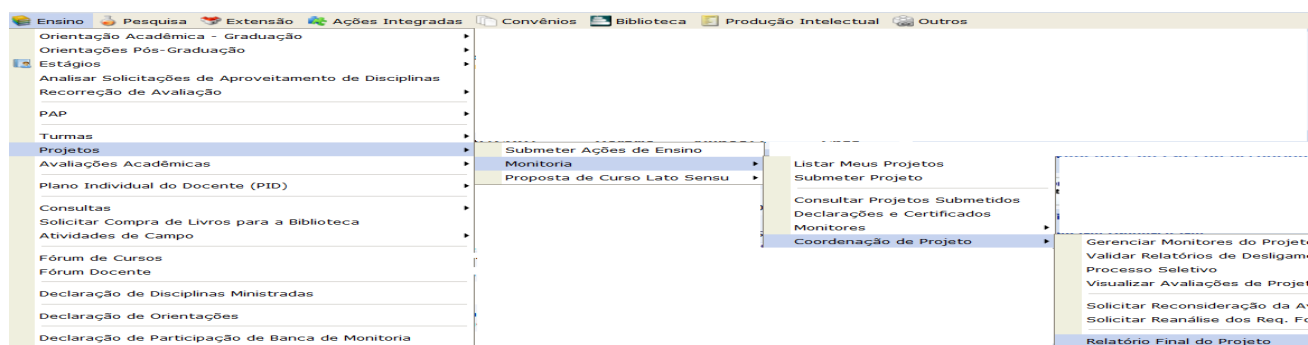 Ensino Pesquisa Extensão Ações Integradas Convênios Biblioteca Produção Intelectual Outros
Orientação Acadêmica - Graduação
Orientações Pós-Graduação
Estágios
Analisar Solicitações de Aproveitamento de Disciplinas
Recorreção de Avaliação
PAP
Turmas
Projetos
Avaliações Acadêmicas
Plano Individual do Docente (PID)
Consultas
Solicitar Compra de Livros para a Biblioteca
Atividades de Campo
Fórum de Cursos
Fórum Docente
Declaração de Disciplinas Ministradas
Declaração de Orientações
Declaração de Participação de Banca de Monitoria
Submeter Ações de Ensino
Monitoria
Proposta de Curso Lato Sensu
Listar Meus Projetos
Submeter Projeto
Consultar Projetos Submetidos
Declarações e Certificados
Monitores
Coordenação de Projeto
Gerenciar Monitores do Projeto
Validar Relatórios de Desligam
Processo Seletivo
Visualizar Avaliações de Projet
Solicitar Reconsideração da Av
Solicitar Reanálise dos Req. Fo
Relatório Final do Projeto